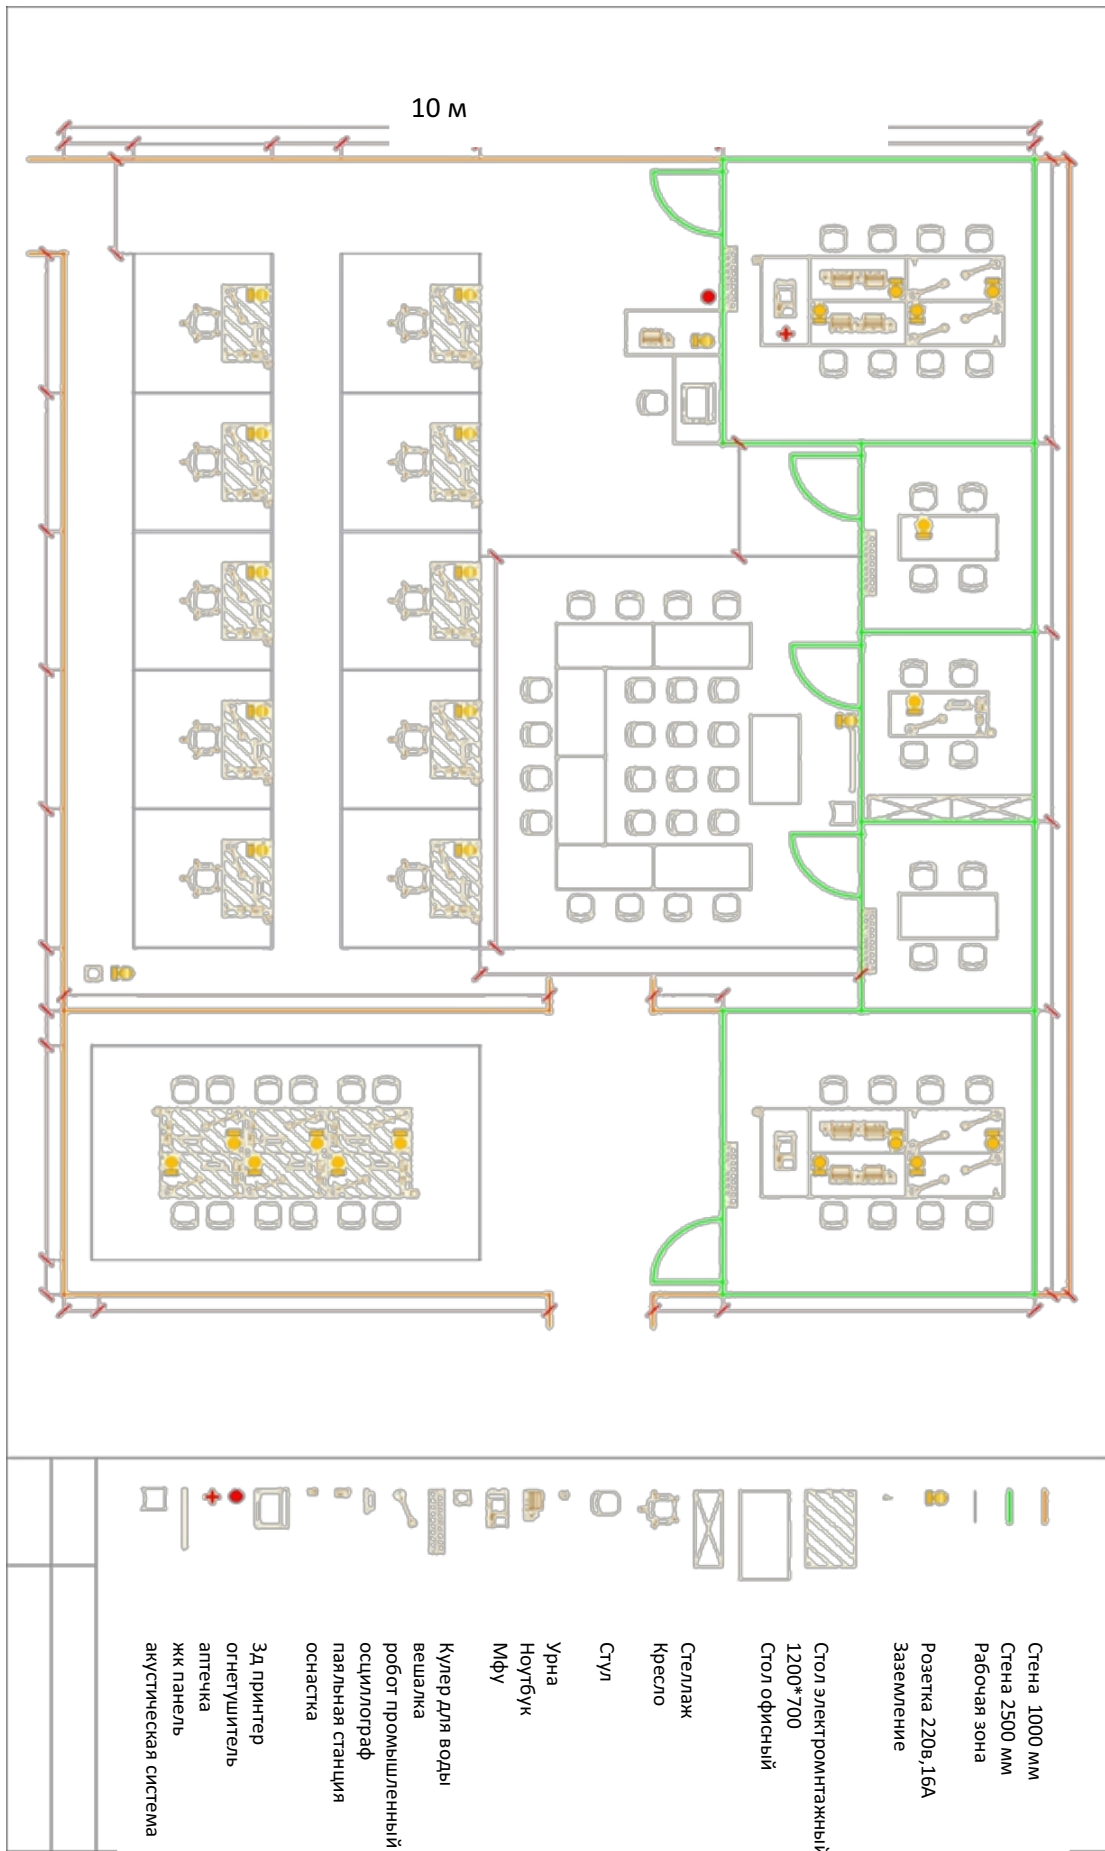 10 м
Стена 1000 мм
Стена 2500 мм
Рабочая зона
Розетка 220в,16А
Заземление
Стол электромнтажный
1200*700
Стол офисный
Стеллаж
Кресло
Стул
Урна
Ноутбук
Мфу
Кулер для воды
вешалка
робот промышленный
осциллограф
паяльная станция
оснастка
3д принтер
огнетушитель
аптечка
жк панель
акустическая система